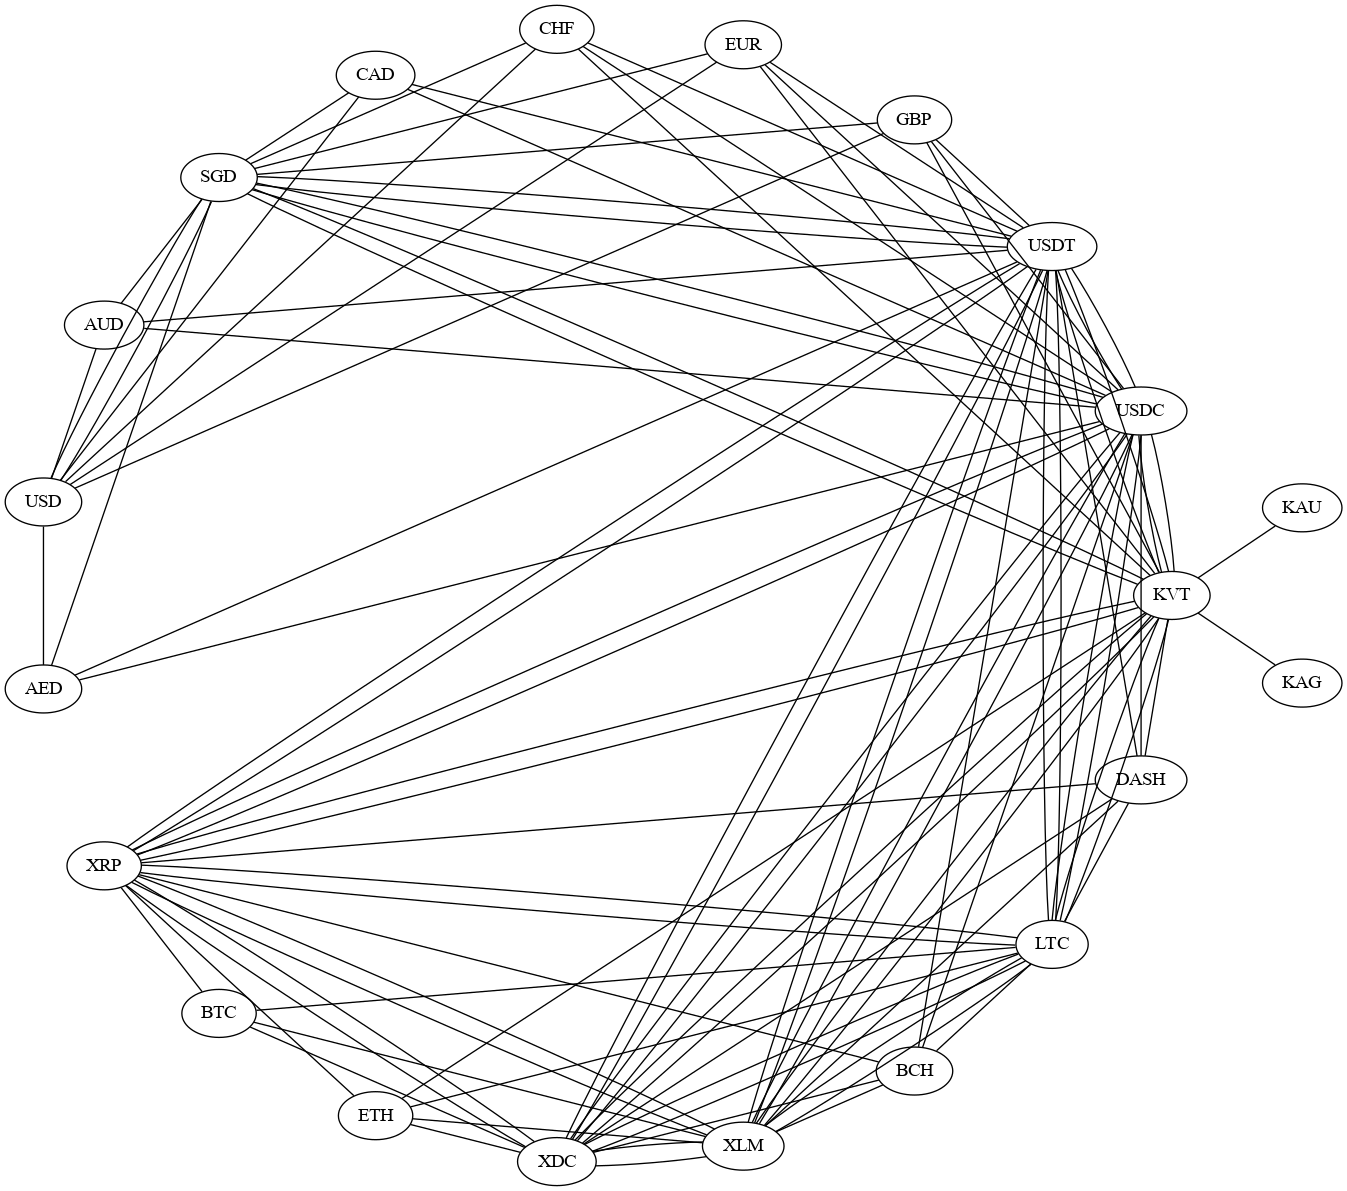 CHF
EUR
CAD
GBP
SGD
USDT
AUD
USDC
USD
KAU
KVT
AED
KAG
DASH
XRP
LTC
BTC
BCH
ETH
XLM
XDC